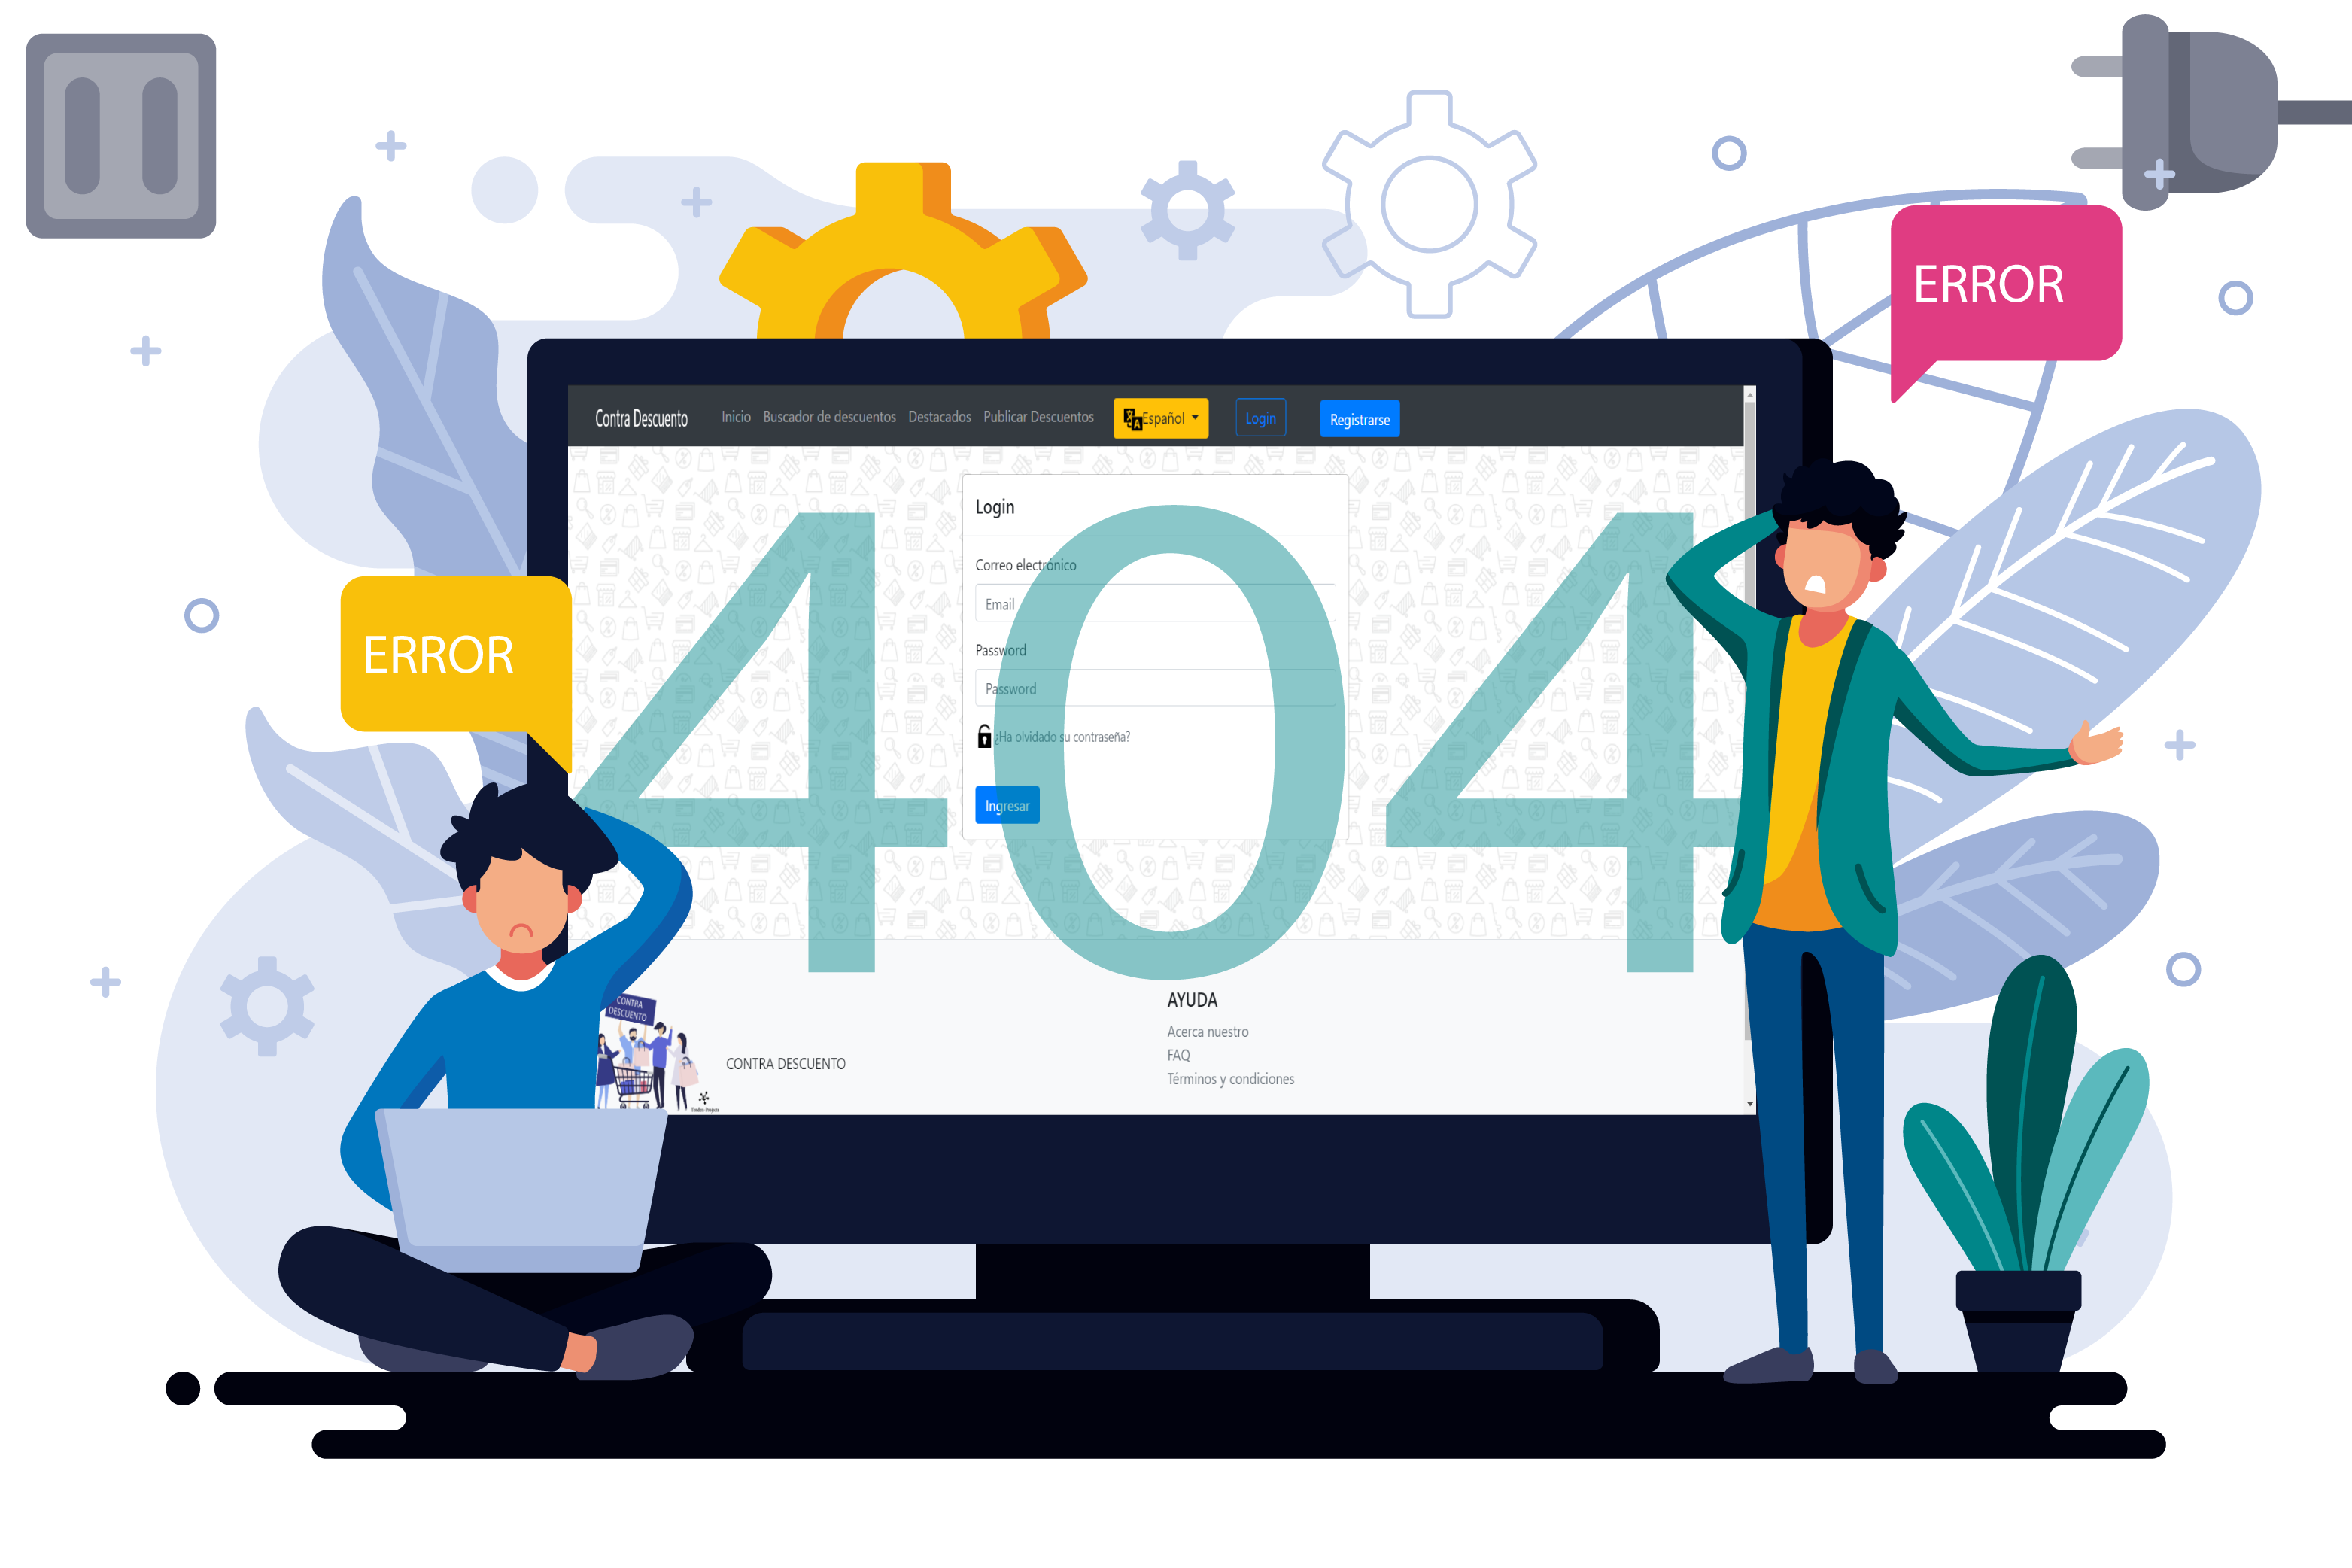 ERROR
Contra Descuento Inicio Buscador de descuentos Destacados Publicar Descuentos Español Login Registrarse
404
Login
Correo electrónico
Email
ERROR
Password
Password
¿Ha olvidado su contraseña?
Ingresar
CONTRA
DESCUENTO
CONTRA DESCUENTO
AYUDA
Acerca nuestro
FAQ
Términos y condiciones